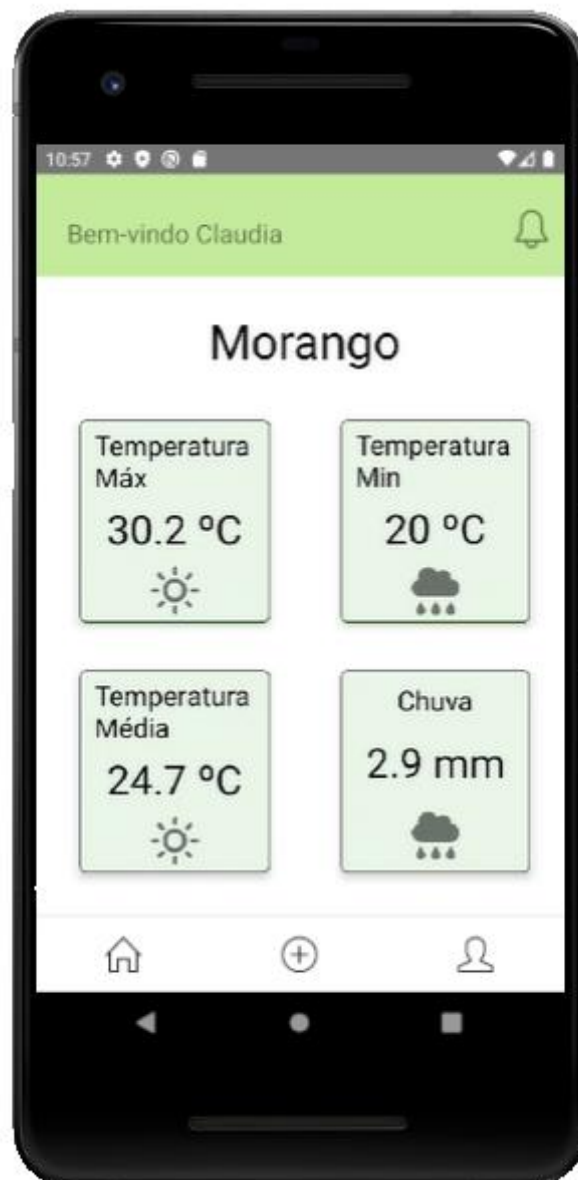 10:57
Bem-vindo Claudia
Morango
Temperatura
Máx
30.2 ºC
Temperatura
Min
20 ºC
Temperatura
Média
24.7 ºC
Chuva
2.9 mm